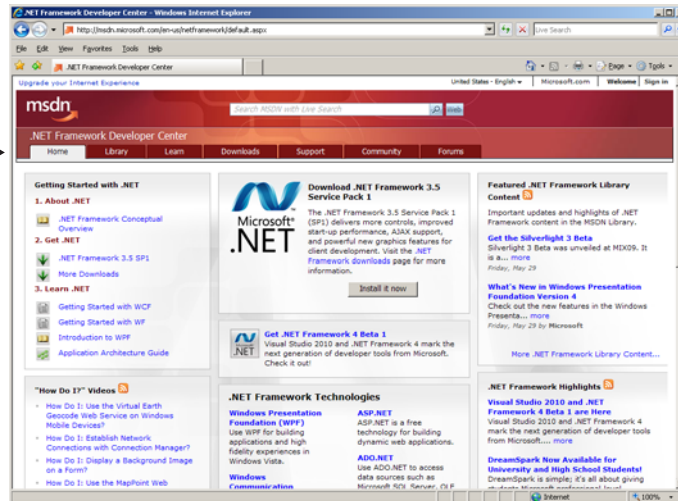 .NET Framework Developer Center - Windows Internet Explorer
http://msdn.microsoft.com/en-us/netframework/default.aspx
Live Search
File Edit View Favorites Tools Help
.NET Framework Developer Center
Page Tools
Upgrade your Internet Experience
United States - English Microsoft.com Welcome Sign in
msdn
Search MSDN with Live Search
Web
.NET Framework Developer Center
Home Library Learn Downloads Support Community Forums
Getting Started with .NET
1. About .NET
.NET Framework Conceptual
Overview
2. Get .NET
.NET Framework 3.5 SP1
More Downloads
3. Learn .NET
Getting Started with WCF
Getting Started with WF
Introduction to WPF
Application Architecture Guide
"How Do I?" Videos
How Do I: Use the Virtual Earth
Geocode Web Service on Windows
Mobile Devices?
How Do I: Establish Network
Connections with Connection Manager?
How Do I: Display a Background Image
on a Form?
How Do I: Use the MapPoint Web
Microsoft®
.NET
Download .NET Framework 3.5
Service Pack 1
The .NET Framework 3.5 Service Pack 1
(SP1) delivers more controls, improved
start-up performance, AJAX support,
and powerful new graphics features for
client development. Visit the .NET
Framework downloads page for more
information.
Install it now
.NET
Get .NET Framework 4 Beta 1
Visual Studio 2010 and .NET Framework 4 mark the
next generation of developer tools from Microsoft.
Check it out!
.NET Framework Technologies
Windows Presentation
Foundation (WPF)
Use WPF for building
applications and high
fidelity experiences in
Windows Vista.
Windows
Communication
ASP.NET
ASP.NET is a free
technology for building
dynamic web applications.
ADO.NET
Use ADO.NET to access
data sources such as
Microsoft SQL Server, OLE
Featured .NET Framework Library
Content
Important updates and highlights of .NET
Framework content in the MSDN Library.
Get the Silverlight 3 Beta
Silverlight 3 Beta was unveiled at MIX09. It
is a... more
Friday, May 29
What's New in Windows Presentation
Foundation Version 4
Check out the new features in the Windows
Presenta... more
Friday, May 29 by Microsoft
More .NET Framework Library Content...
.NET Framework Highlights
Visual Studio 2010 and .NET
Framework 4 Beta 1 are Here
Visual Studio 2010 and .NET Framework 4
mark the next generation of developer tools
from Microsoft.... more
DreamSpark Now Available for
University and High School Students!
DreamSpark is simple; it's all about giving
Internet 100%